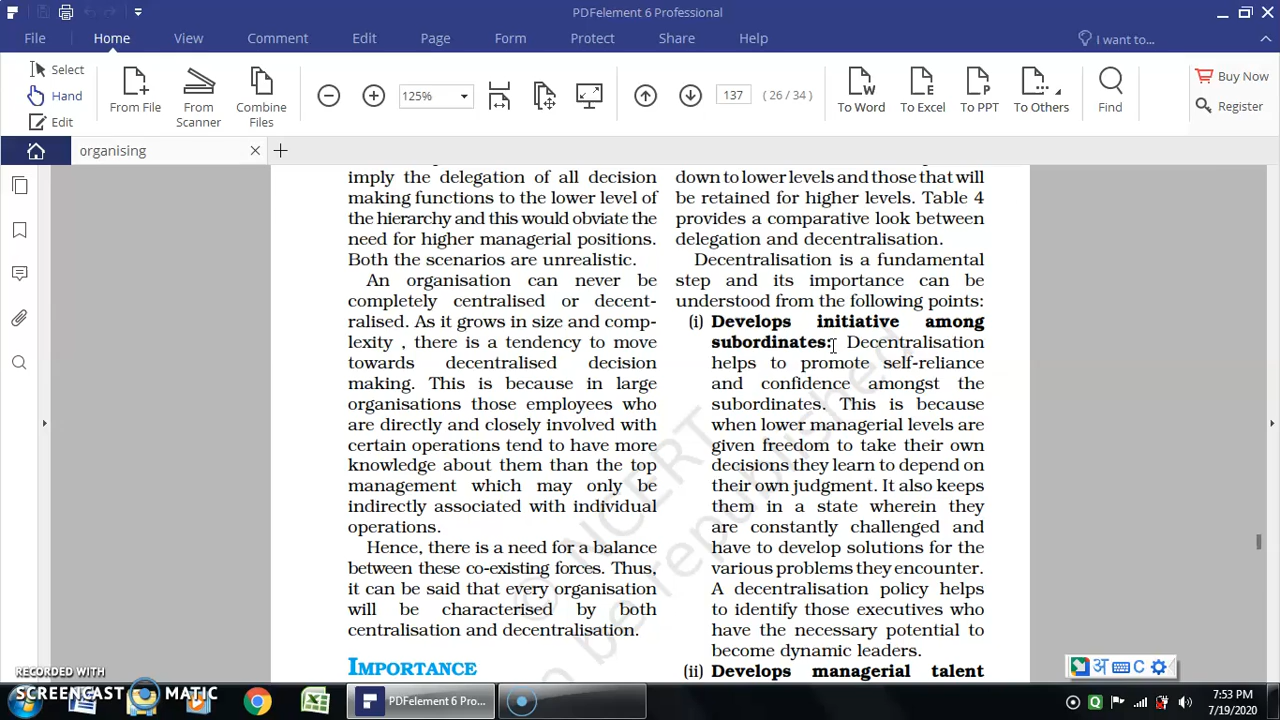 PDFelement 6 Professional
File Home View Comment Edit Page Form Protect Share Help I want to...
Select
Hand
Edit
From File
From Scanner
Combine Files
125%
137 (26 / 34)
To Word
To Excel
To PPT
To Others
Find
Buy Now
Register
organising
imply the delegation of all decision
making functions to the lower level of
the hierarchy and this would obviate the
need for higher managerial positions.
Both the scenarios are unrealistic.
An organisation can never be
completely centralised or decent-
ralised. As it grows in size and comp-
lexity , there is a tendency to move
towards decentralised decision
making. This is because in large
organisations those employees who
are directly and closely involved with
certain operations tend to have more
knowledge about them than the top
management which may only be
indirectly associated with individual
operations.
Hence, there is a need for a balance
between these co-existing forces. Thus,
it can be said that every organisation
will be characterised by both
centralisation and decentralisation.
IMPORTANCE
down to lower levels and those that will
be retained for higher levels. Table 4
provides a comparative look between
delegation and decentralisation.
Decentralisation is a fundamental
step and its importance can be
understood from the following points:
(i) Develops initiative among
subordinates: Decentralisation
helps to promote self-reliance
and confidence amongst the
subordinates. This is because
when lower managerial levels are
given freedom to take their own
decisions they learn to depend on
their own judgment. It also keeps
them in a state wherein they
are constantly challenged and
have to develop solutions for the
various problems they encounter.
A decentralisation policy helps
to identify those executives who
have the necessary potential to
become dynamic leaders.
(ii) Develops managerial talent
© NCERT
be republished
RECORDED WITH
SCREENCAST MATIC
PDFelement 6 Pro...
अ C
7:53 PM
7/19/2020